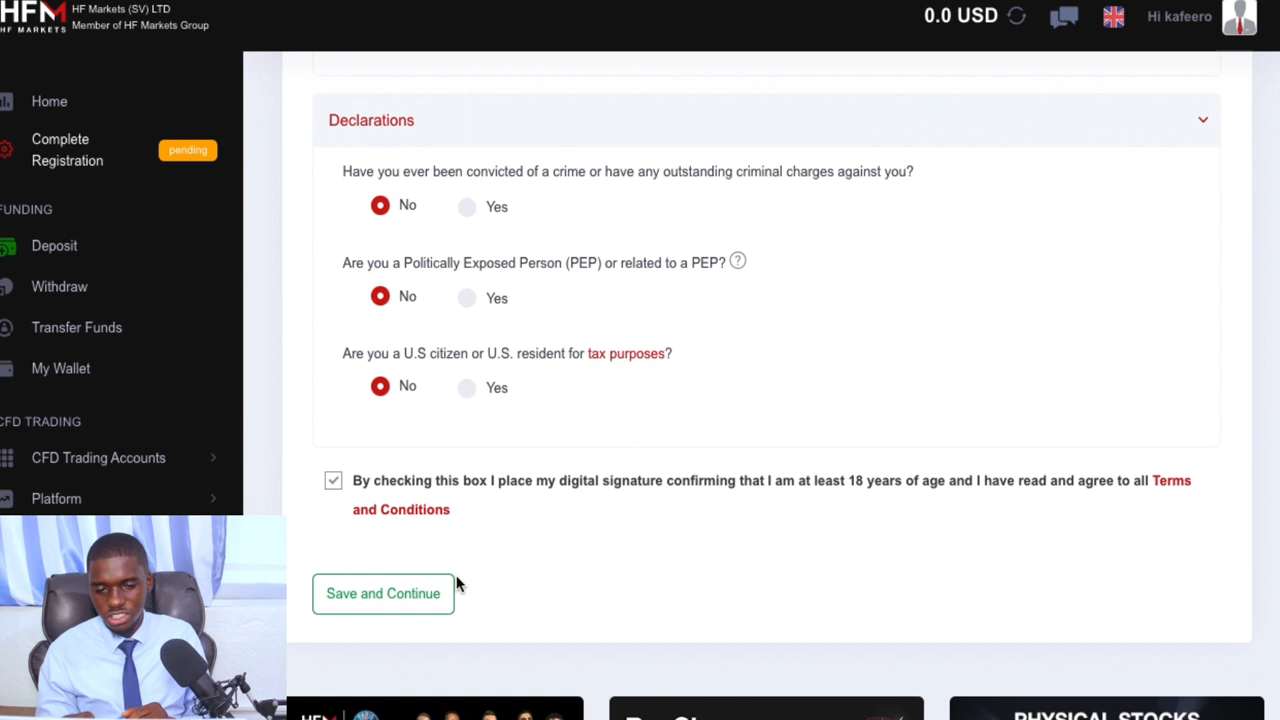 HFM
HF MARKETS
HF Markets (SV) LTD
Member of HF Markets Group
0.0 USD
Hi kafeero
Home
Complete
Registration
pending
FUNDING
Deposit
Withdraw
Transfer Funds
My Wallet
CFD TRADING
CFD Trading Accounts
Platform
Declarations
Have you ever been convicted of a crime or have any outstanding criminal charges against you?
No
Yes
Are you a Politically Exposed Person (PEP) or related to a PEP? ?
No
Yes
Are you a U.S citizen or U.S. resident for tax purposes?
No
Yes
By checking this box I place my digital signature confirming that I am at least 18 years of age and I have read and agree to all Terms
and Conditions
Save and Continue
HFM
PHYSICAL STOCKS